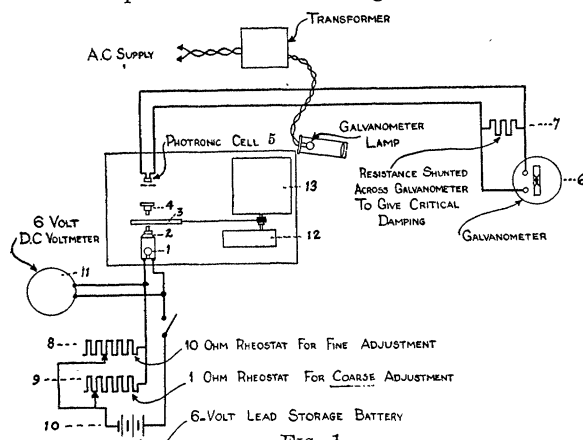 TRANSFORMER
A.C SUPPLY
PHOTRONIC CELL 5
GALVANOMETER
LAMP
7
RESISTANCE SHUNTED
ACROSS GALVANOMETER
TO GIVE CRITICAL
DAMPING
6
GALVANOMETER
13
4
3
2
1
12
6 VOLT
D.C VOLTMETER
11
8
10 OHM RHEOSTAT FOR FINE ADJUSTMENT
9
1 OHM RHEOSTAT FOR COARSE ADJUSTMENT
10
6-VOLT LEAD STORAGE BATTERY